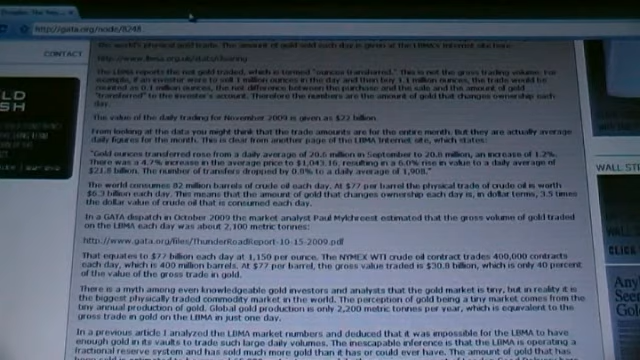 http://gata.org/node/8248
CONTACT
the world's physical gold trade. The amount of gold sold each day is given at the LBMA's Internet site here
http://www.lbma.org.uk/stats/clearing
The LBMA reports the net gold traded, which is termed "ounces transferred," this is not the gross trading volume. For
example, if an investor were to sell 1 million ounces in the day and then buy 1.1 million ounces, the trade would be
counted as 0.1 million ounces, the net difference between the purchase and the sale and the amount of gold
"transferred" to the investor's account. Therefore the numbers are the amount of gold that changes ownership each
day.
The value of the daily trading for November 2009 is given as $22 billion.
From looking at the data you might think that the trade amounts are for the entire month. But they are actually average
daily figures for the month. This is clear from another page of the LBMA Internet site, which states:
"Gold ounces transferred rose from a daily average of 20.6 million in September to 20.8 million, an increase of 1.2%.
There was a 4.7% increase in the average price to $1,043.16, resulting in a 6.0% rise in value to a daily average of
$21.8 billion. The number of transfers dropped by 0.8% to a daily average of 1,908."
The world consumes 82 million barrels of crude oil each day. At $77 per barrel the physical trade of crude oil is worth
$6.3 billion each day. This means that the amount of gold that changes ownership each day is, in dollar terms, 3.5 times
the dollar value of crude oil that is consumed each day.
In a GATA dispatch in October 2009 the market analyst Paul Mylchreest estimated that the gross volume of gold traded
on the LBMA each day was about 2,100 metric tonnes:
http://www.gata.org/files/ThunderRoadReport-10-15-2009.pdf
That equates to $77 billion each day at 1,150 per ounce. The NYMEX WTI crude oil contract trades 400,000 contracts
each day, which is 400 million barrels. At $77 per barrel, the gross value traded is $30.8 billion, which is only 40 percent
of the value of the gross trade in gold.
There is a myth among even knowledgeable gold investors and analysts that the gold market is tiny, but in reality it is
the biggest physically traded commodity market in the world. The perception of gold being a tiny market comes from the
tiny annual production of gold. Global gold production is only 2,200 metric tonnes per year, which is equivalent to the
gross trade in gold on the LBMA in just one day.
In a previous article I analyzed the LBMA numbers and deduced that it was impossible for the LBMA to have
enough gold in its vaults to trade such large daily volumes. The inescapable inference is that the LBMA is operating a
fractional reserve system and has sold much more gold than it has or could ever have. The amount of gold that has
WALL STR
CLICK
Any